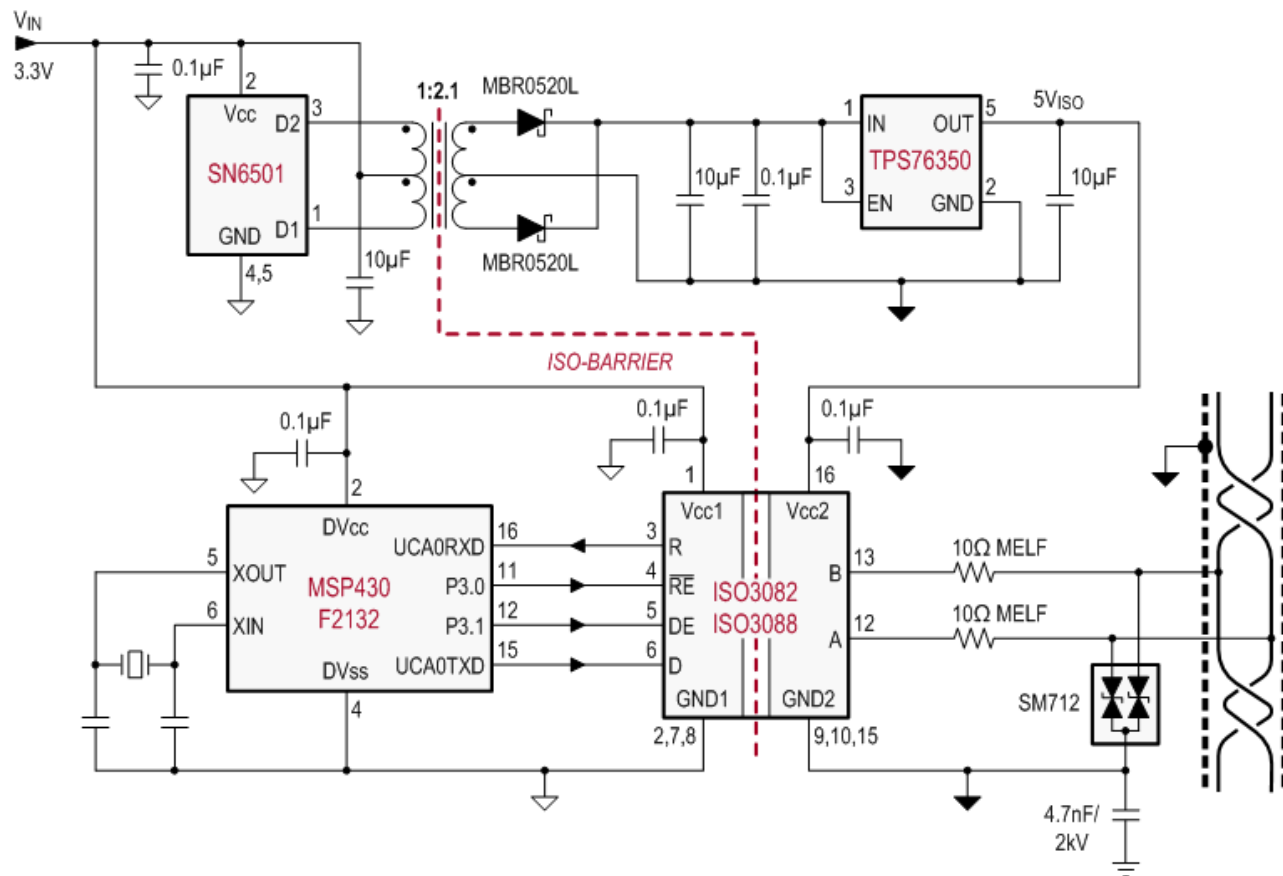 VIN
3.3V
0.1µF
2
Vcc
D2
3
SN6501
D1
1
GND
4,5
10µF
1:2.1
MBR0520L
MBR0520L
10µF
0.1µF
1
IN
OUT
5
5VISO
TPS76350
3
EN
GND
2
10µF
ISO-BARRIER
0.1µF
2
DVcc
5
XOUT
UCA0RXD
16
MSP430
F2132
P3.0
11
6
XIN
P3.1
12
UCA0TXD
15
DVss
4
0.1µF
1
Vcc1
3
R
4
RE
5
DE
6
D
GND1
2,7,8
ISO3082
ISO3088
0.1µF
16
Vcc2
B
13
10Ω MELF
A
12
10Ω MELF
GND2
9,10,15
SM712
4.7nF/
2kV